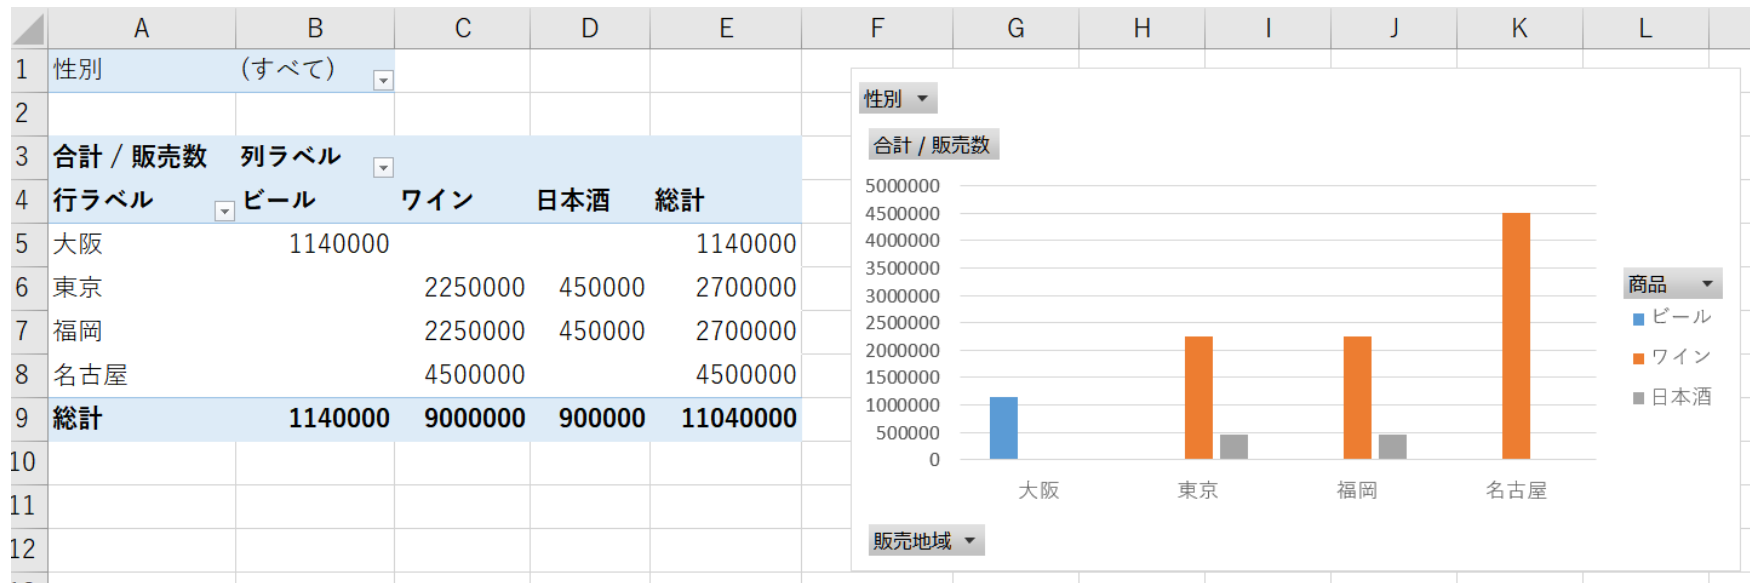 A B C D E F G H I J K L
1 性別 (すべて)
2
3 合計 / 販売数 列ラベル
4 行ラベル ビール ワイン 日本酒 総計
5 大阪 1140000 1140000
6 東京 2250000 450000 2700000
7 福岡 2250000 450000 2700000
8 名古屋 4500000 4500000
9 総計 1140000 9000000 900000 11040000
10
11
12
性別
合計 / 販売数
5000000
4500000
4000000
3500000
3000000
2500000
2000000
1500000
1000000
500000
0
大阪 東京 福岡 名古屋
商品
ビール
ワイン
日本酒
販売地域